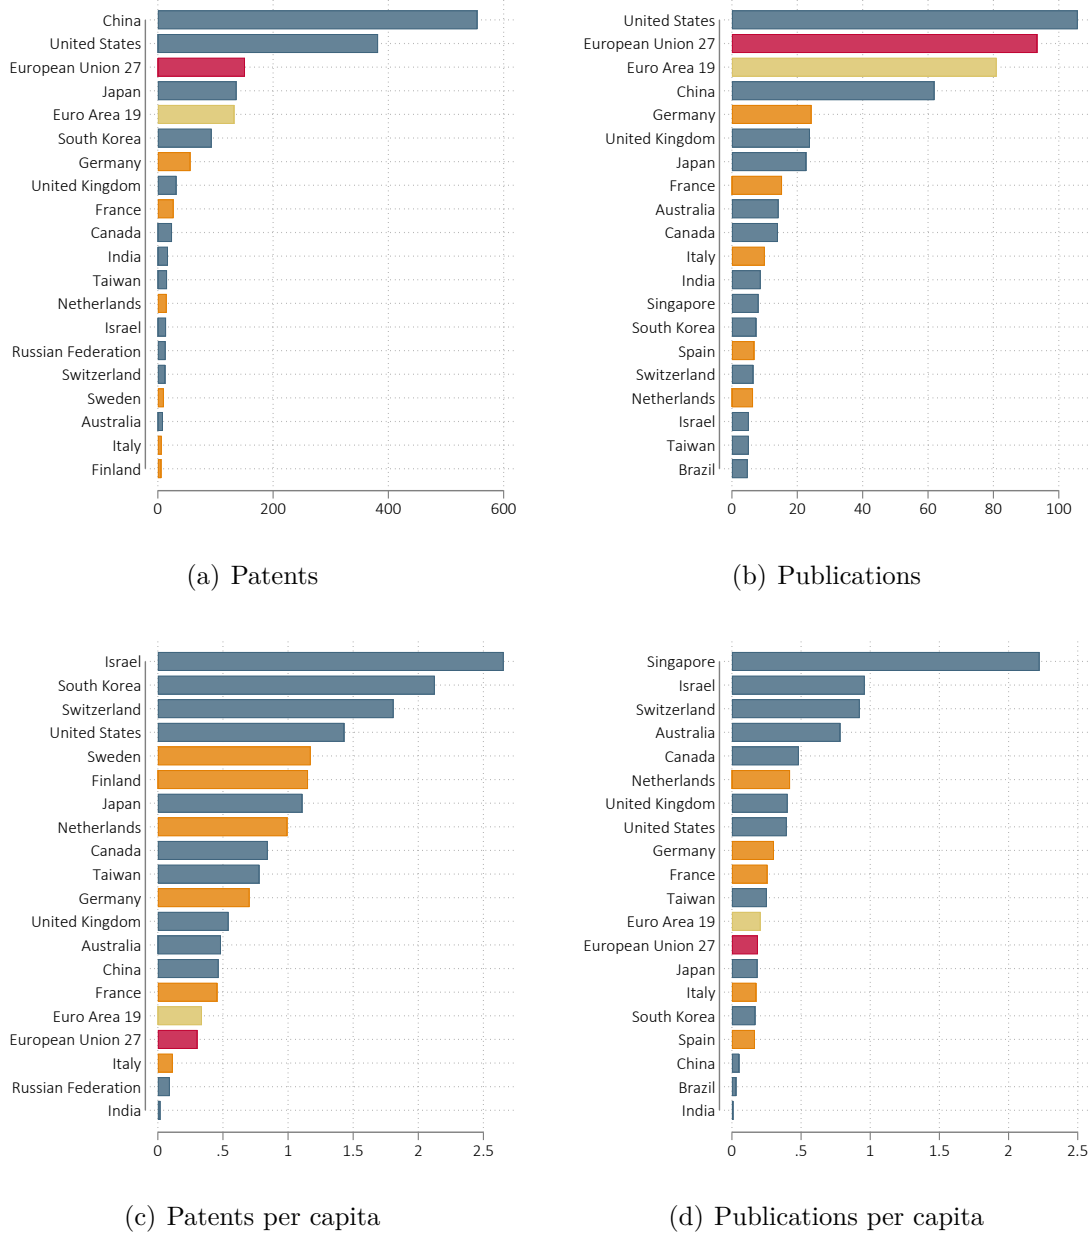 China
United States
European Union 27
Japan
Euro Area 19
South Korea
Germany
United Kingdom
France
Canada
India
Taiwan
Netherlands
Israel
Russian Federation
Switzerland
Sweden
Australia
Italy
Finland
0 200 400 600
(a) Patents
United States
European Union 27
Euro Area 19
China
Germany
United Kingdom
Japan
France
Australia
Canada
Italy
India
Singapore
South Korea
Spain
Switzerland
Netherlands
Israel
Taiwan
Brazil
0 20 40 60 80 100
(b) Publications
Israel
South Korea
Switzerland
United States
Sweden
Finland
Japan
Netherlands
Canada
Taiwan
Germany
United Kingdom
Australia
China
France
Euro Area 19
European Union 27
Italy
Russian Federation
India
0 .5 1 1.5 2 2.5
(c) Patents per capita
Singapore
Israel
Switzerland
Australia
Canada
Netherlands
United Kingdom
United States
Germany
France
Taiwan
Euro Area 19
European Union 27
Japan
Italy
South Korea
Spain
China
Brazil
India
0 .5 1 1.5 2 2.5
(d) Publications per capita